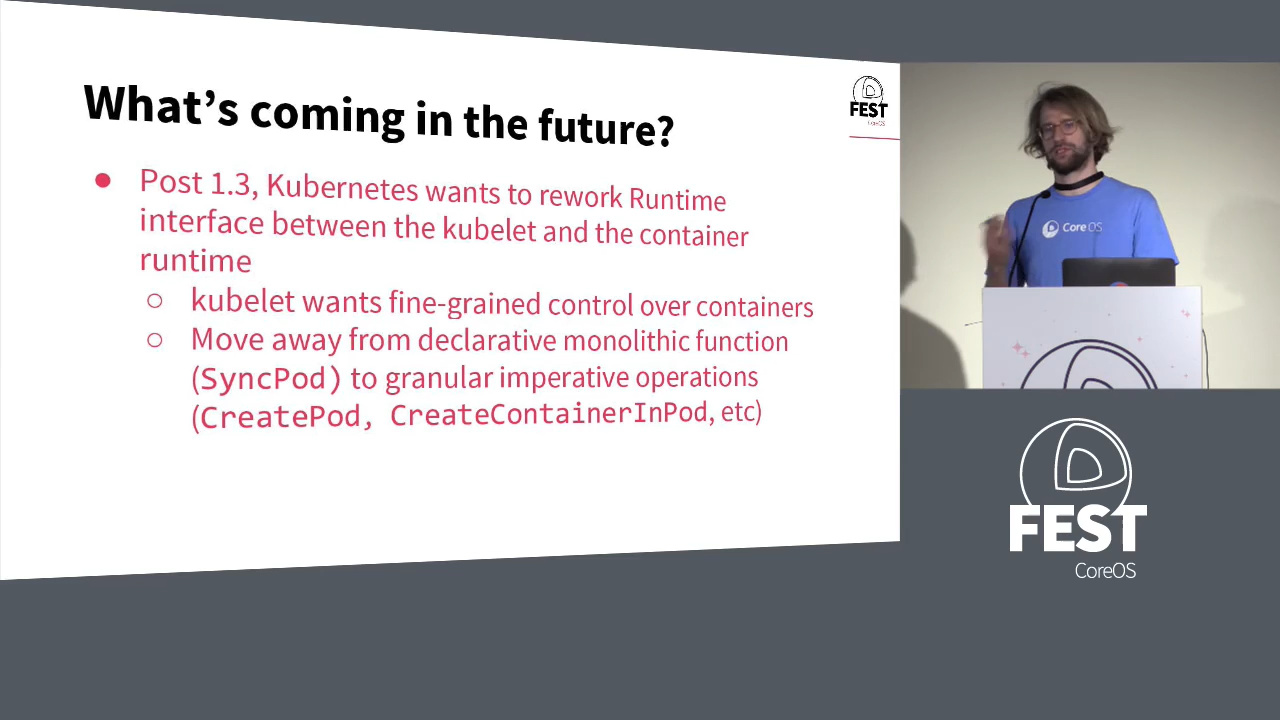 What's coming in the future?
Post 1.3, Kubernetes wants to rework Runtime
interface between the kubelet and the container
runtime
kubelet wants fine-grained control over containers
Move away from declarative monolithic function
(SyncPod) to granular imperative operations
(CreatePod, CreateContainerInPod, etc)
FEST
CoreOS
CoreOS
FEST
CoreOS